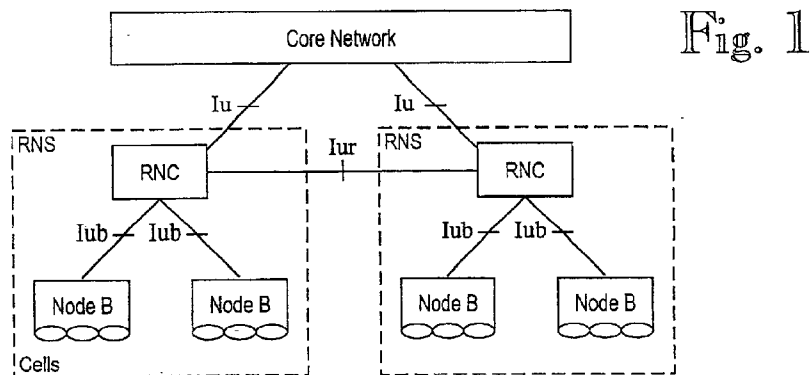 Core Network
Fig. 1
Iu Iu
RNS RNS
Iur
RNC RNC
Iub Iub Iub Iub
Node B Node B Node B Node B
Cells